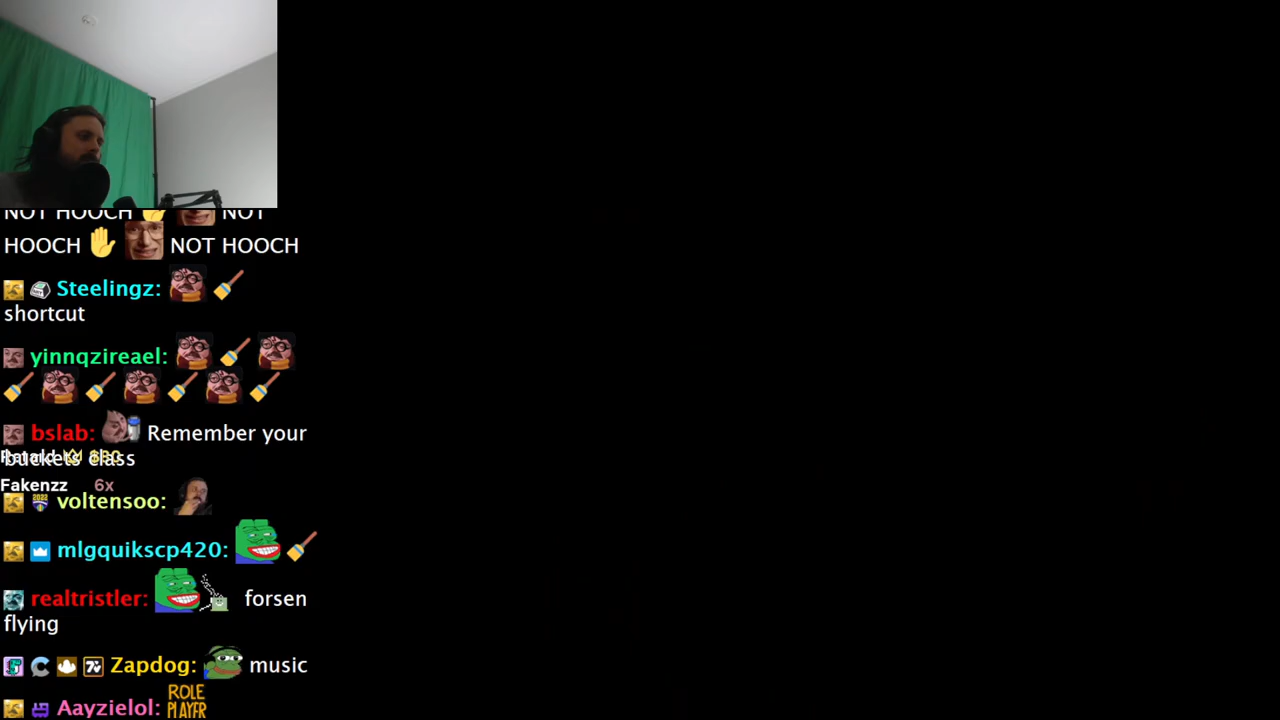 NOT HOOCH NOT
HOOCH NOT HOOCH
Steelingz:
shortcut
yinnqzireael:
bslab: Remember your
buckets class
$80
Fakenzz 6x
voltensoo:
mlgquikscp420:
realtristler: forsen
flying
Zapdog: music
Aayzielol: ROLE
PLAYER